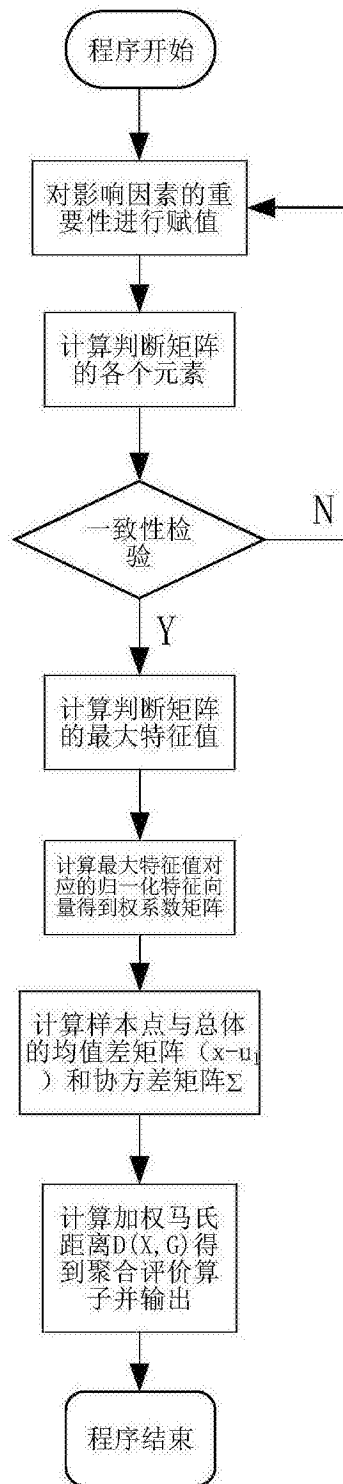 程序开始
对影响因素的重
要性进行赋值
计算判断矩阵
的各个元素
一致性检
验
N
Y
计算判断矩阵
的最大特征值
计算最大特征值对
应的归一化特征向
量得到权系数矩阵
计算样本点与总体
的均值差矩阵（x-u₁
）和协方差矩阵Σ
计算加权马氏
距离D(X,G)得
到聚合评价算
子并输出
程序结束